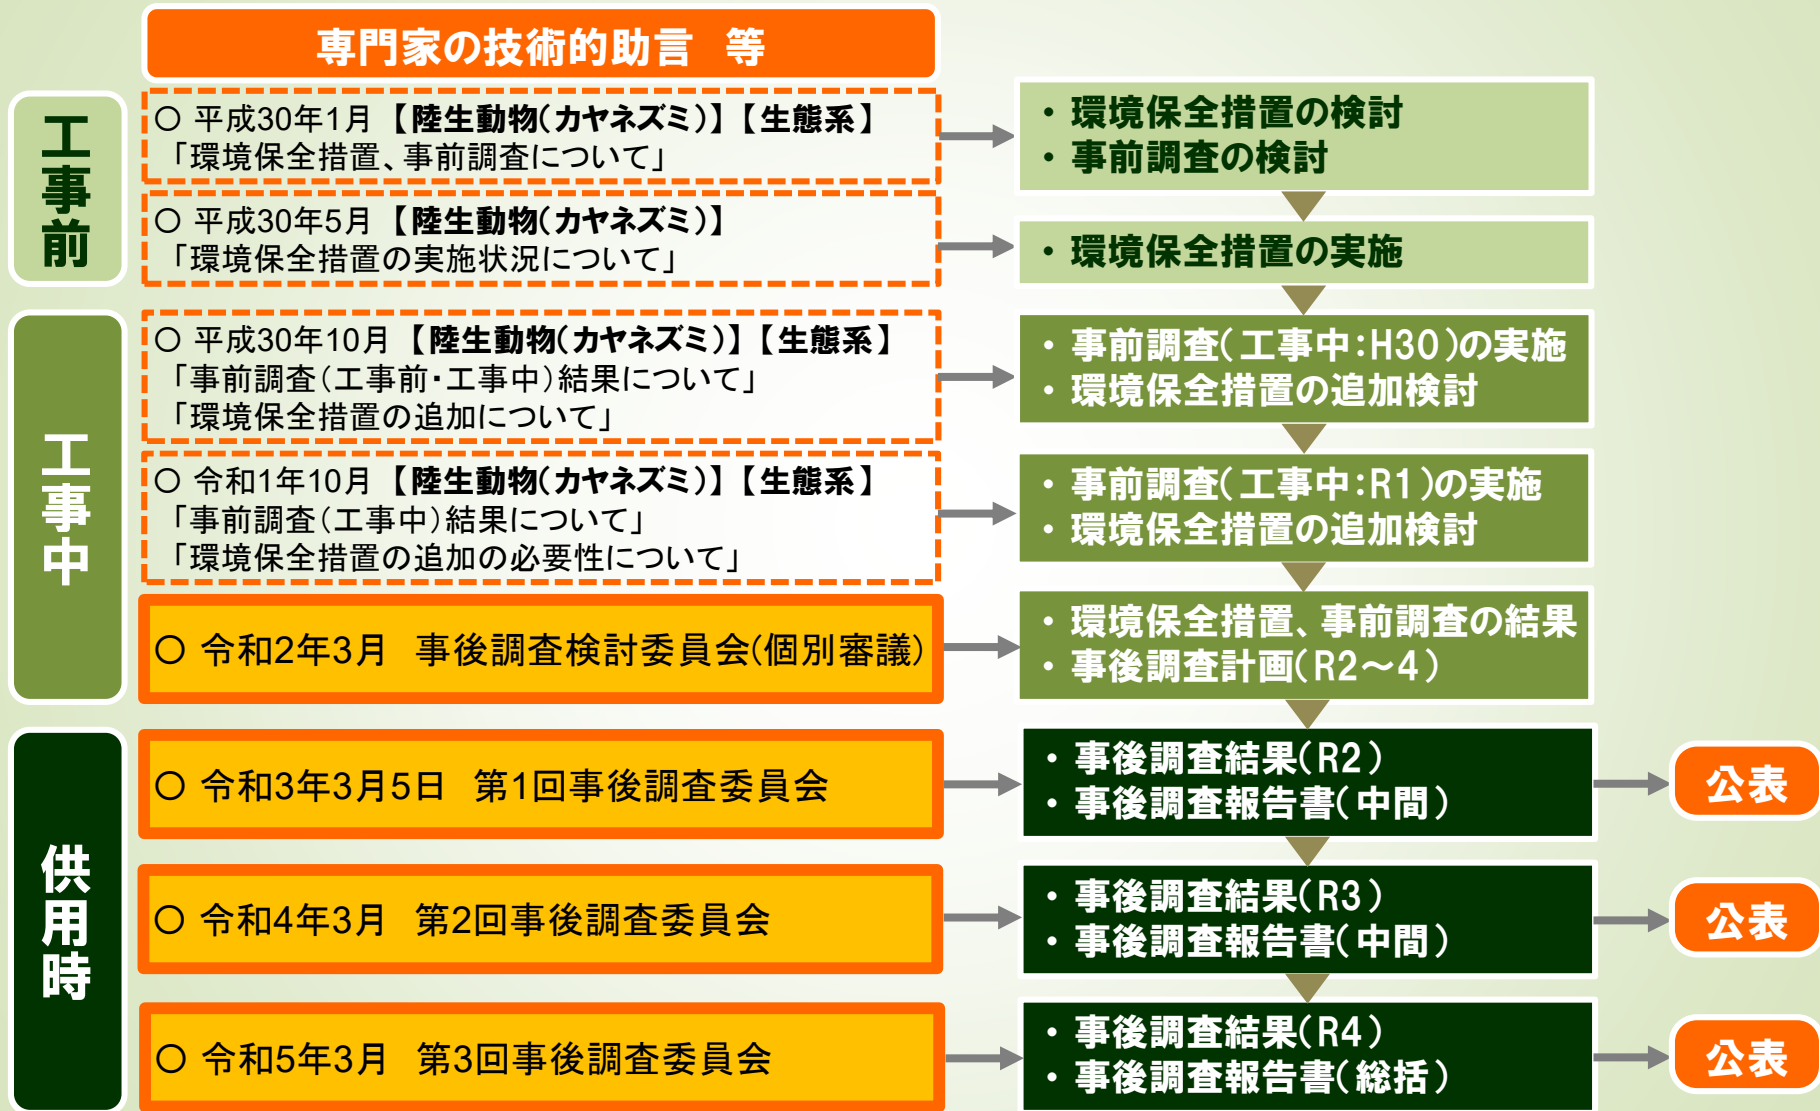 専門家の技術的助言　等
工事前
○ 平成30年1月 【陸生動物(カヤネズミ)】【生態系】
「環境保全措置、事前調査について」
・ 環境保全措置の検討
・ 事前調査の検討
○ 平成30年5月 【陸生動物(カヤネズミ)】
「環境保全措置の実施状況について」
・ 環境保全措置の実施
工事中
○ 平成30年10月 【陸生動物(カヤネズミ)】【生態系】
「事前調査(工事前・工事中)結果について」
「環境保全措置の追加について」
・ 事前調査(工事中:H30)の実施
・ 環境保全措置の追加検討
○ 令和1年10月 【陸生動物(カヤネズミ)】【生態系】
「事前調査(工事中)結果について」
「環境保全措置の追加の必要性について」
・ 事前調査(工事中:R1)の実施
・ 環境保全措置の追加検討
○ 令和2年3月　事後調査検討委員会(個別審議)
・ 環境保全措置、事前調査の結果
・ 事後調査計画(R2～4)
供用時
○ 令和3年3月5日　第1回事後調査委員会
・ 事後調査結果(R2)
・ 事後調査報告書(中間)
公表
○ 令和4年3月　第2回事後調査委員会
・ 事後調査結果(R3)
・ 事後調査報告書(中間)
公表
○ 令和5年3月　第3回事後調査委員会
・ 事後調査結果(R4)
・ 事後調査報告書(総括)
公表